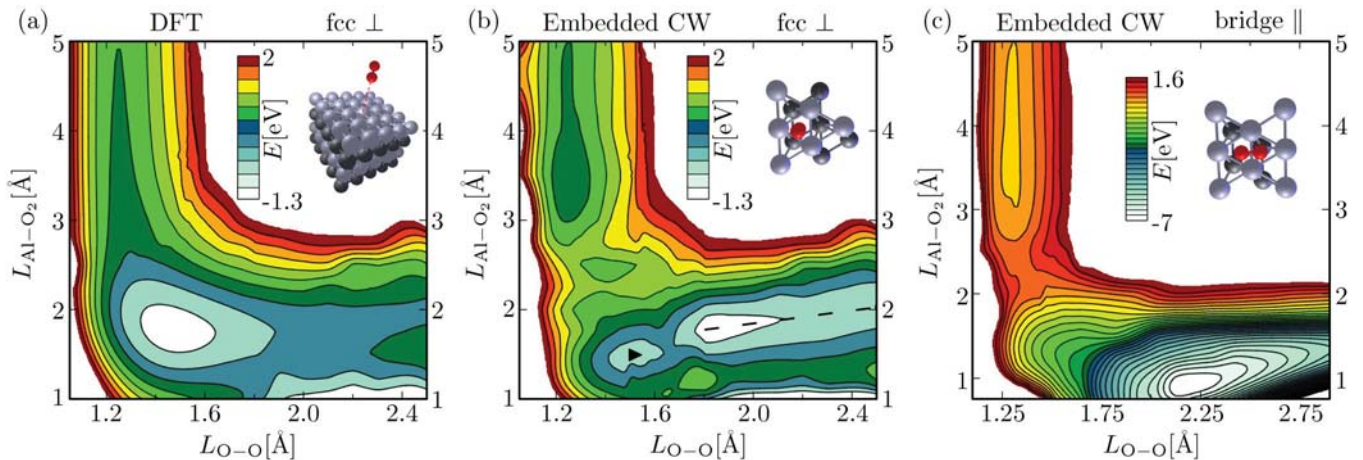 (a) DFT fcc ⊥
5
4
3
2
1
5
4
3
2
1
L_Al−O₂[Å]
2
E[eV]
-1.3
1.2 1.6 2.0 2.4
L_O−O[Å]
(b) Embedded CW fcc ⊥
5
4
3
2
1
5
4
3
2
1
L_Al−O₂[Å]
2
E[eV]
-1.3
1.2 1.6 2.0 2.4
L_O−O[Å]
(c) Embedded CW bridge ∥
5
4
3
2
1
5
4
3
2
1
L_Al−O₂[Å]
1.6
E[eV]
-7
1.25 1.75 2.25 2.75
L_O−O[Å]